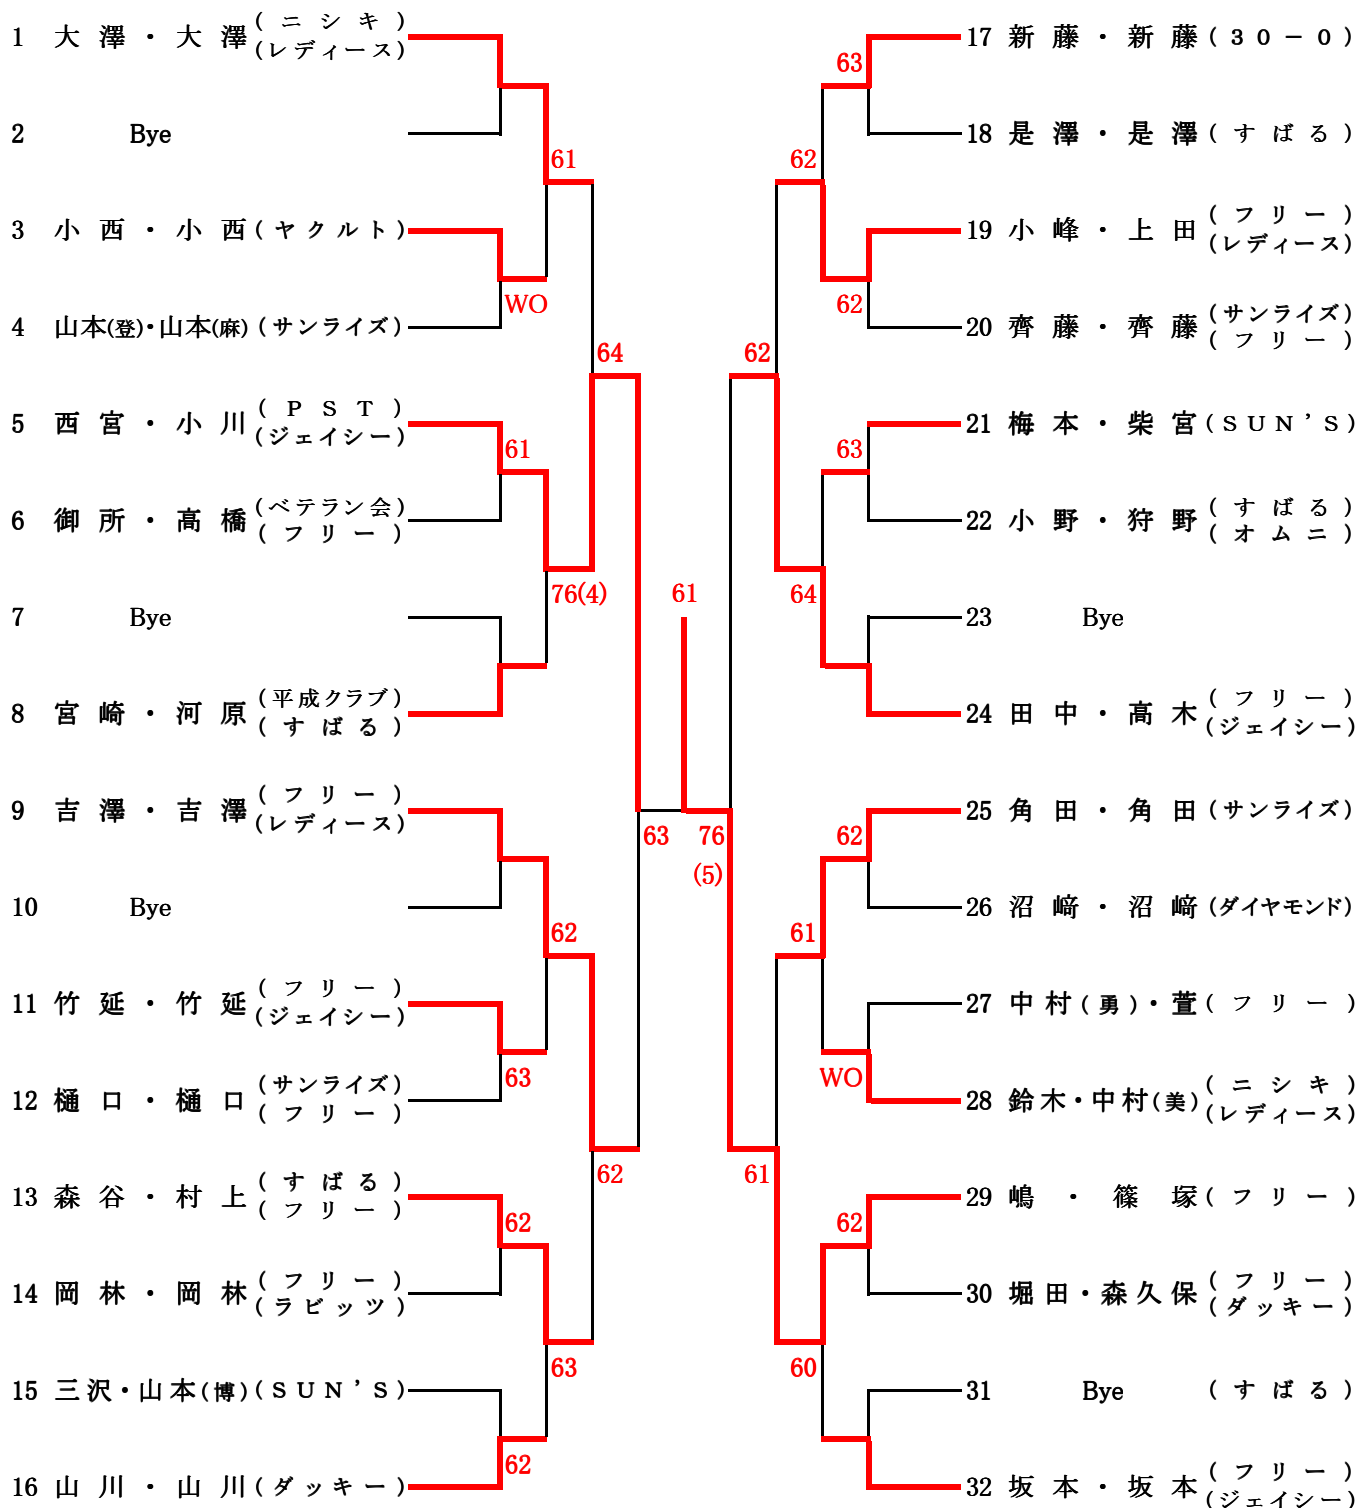 1 大澤・大澤 (ニシキ)
(レディース)
2 Bye
61
3 小西・小西 (ヤクルト)
WO
4 山本(登)・山本(麻) (サンライズ)
64
5 西宮・小川 (PST)
(ジェイシー)
61
6 御所・高橋 (ベテラン会)
(フリー)
76(4)
7 Bye
8 宮崎・河原 (平成クラブ)
(すばる)
9 吉澤・吉澤 (フリー)
(レディース)
10 Bye
62
11 竹延・竹延 (フリー)
(ジェイシー)
63
12 樋口・樋口 (サンライズ)
(フリー)
62
13 森谷・村上 (すばる)
(フリー)
62
14 岡林・岡林 (フリー)
(ラビッツ)
63
15 三沢・山本(博) (SUN'S)
62
16 山川・山川 (ダッキー)
61
63
76
(5)
17 新藤・新藤 (30－0)
63
18 是澤・是澤 (すばる)
62
19 小峰・上田 (フリー)
(レディース)
62
20 齊藤・齊藤 (サンライズ)
(フリー)
62
21 梅本・柴宮 (SUN'S)
63
22 小野・狩野 (すばる)
(オムニ)
64
23 Bye
24 田中・高木 (フリー)
(ジェイシー)
25 角田・角田 (サンライズ)
62
26 沼﨑・沼﨑 (ダイヤモンド)
61
27 中村(勇)・萱 (フリー)
WO
28 鈴木・中村(美) (ニシキ)
(レディース)
61
29 嶋・篠塚 (フリー)
62
30 堀田・森久保 (フリー)
(ダッキー)
60
31 Bye (すばる)
32 坂本・坂本 (フリー)
(ジェイシー)